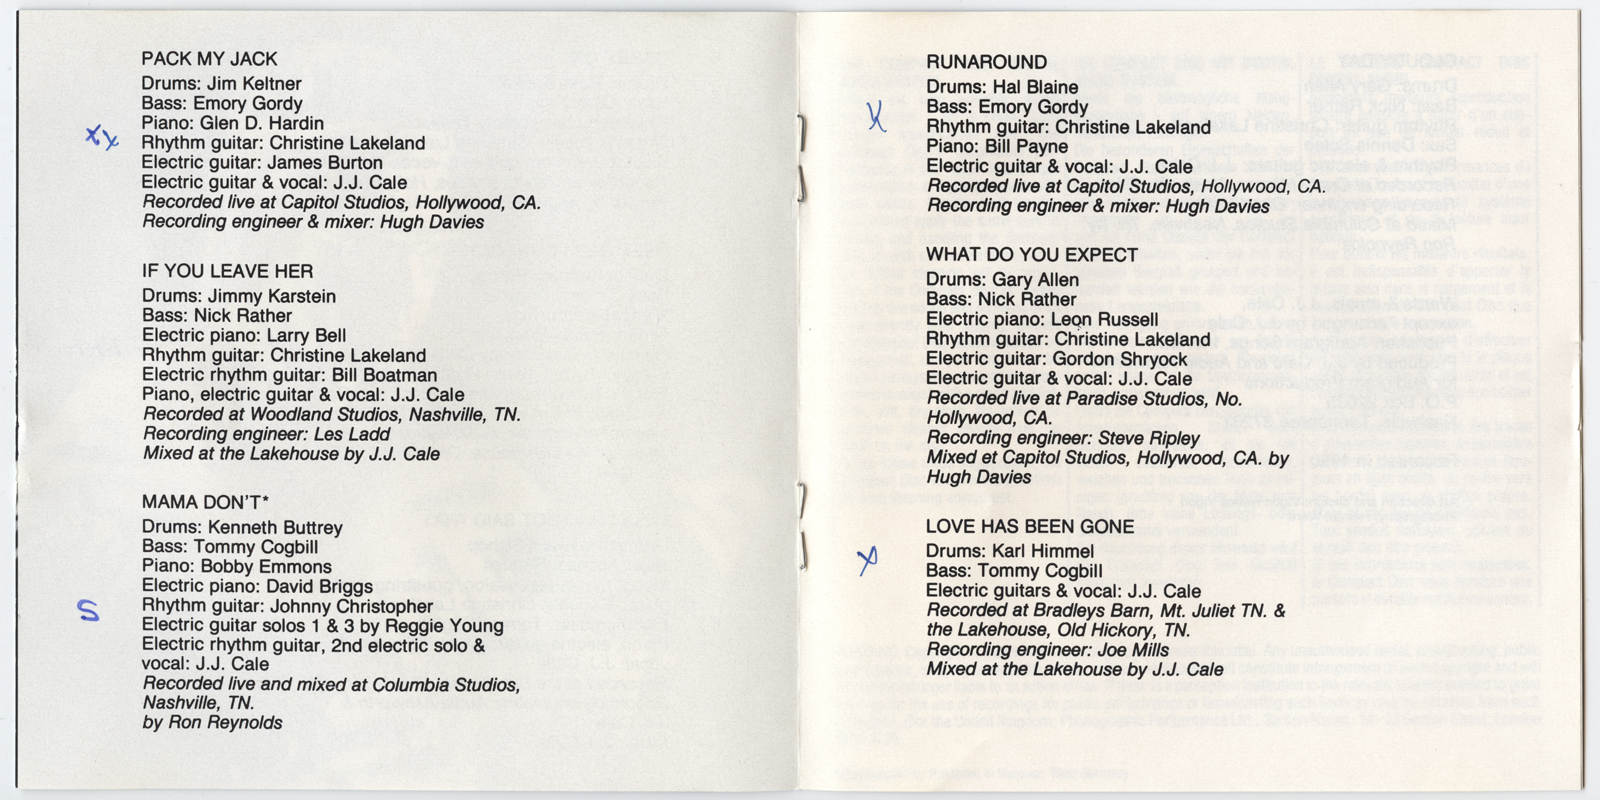 PACK MY JACK
Drums: Jim Keltner
Bass: Emory Gordy
Piano: Glen D. Hardin
xx
Rhythm guitar: Christine Lakeland
Electric guitar: James Burton
Electric guitar & vocal: J.J. Cale
Recorded live at Capitol Studios, Hollywood, CA.
Recording engineer & mixer: Hugh Davies
IF YOU LEAVE HER
Drums: Jimmy Karstein
Bass: Nick Rather
Electric piano: Larry Bell
Rhythm guitar: Christine Lakeland
Electric rhythm guitar: Bill Boatman
Piano, electric guitar & vocal: J.J. Cale
Recorded at Woodland Studios, Nashville, TN.
Recording engineer: Les Ladd
Mixed at the Lakehouse by J.J. Cale
MAMA DON'T*
Drums: Kenneth Buttrey
Bass: Tommy Cogbill
Piano: Bobby Emmons
Electric piano: David Briggs
S
Rhythm guitar: Johnny Christopher
Electric guitar solos 1 & 3 by Reggie Young
Electric rhythm guitar, 2nd electric solo &
vocal: J.J. Cale
Recorded live and mixed at Columbia Studios,
Nashville, TN.
by Ron Reynolds
RUNAROUND
Drums: Hal Blaine
Bass: Emory Gordy
Rhythm guitar: Christine Lakeland
Piano: Bill Payne
Electric guitar & vocal: J.J. Cale
Recorded live at Capitol Studios, Hollywood, CA.
Recording engineer & mixer: Hugh Davies
WHAT DO YOU EXPECT
Drums: Gary Allen
Bass: Nick Rather
Electric piano: Leon Russell
Rhythm guitar: Christine Lakeland
Electric guitar: Gordon Shryock
Electric guitar & vocal: J.J. Cale
Recorded live at Paradise Studios, No.
Hollywood, CA.
Recording engineer: Steve Ripley
Mixed et Capitol Studios, Hollywood, CA. by
Hugh Davies
LOVE HAS BEEN GONE
x
Drums: Karl Himmel
Bass: Tommy Cogbill
Electric guitars & vocal: J.J. Cale
Recorded at Bradleys Barn, Mt. Juliet TN. &
the Lakehouse, Old Hickory, TN.
Recording engineer: Joe Mills
Mixed at the Lakehouse by J.J. Cale